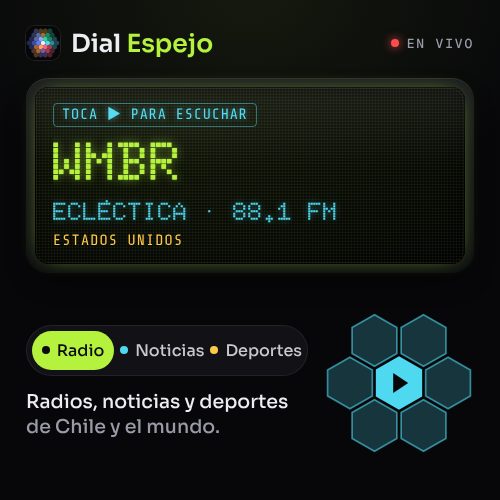 Dial Espejo
EN VIVO
TOCA ▶ PARA ESCUCHAR
WMBR
ECLÉCTICA · 88.1 FM
ESTADOS UNIDOS
Radio Noticias Deportes
Radios, noticias y deportes
de Chile y el mundo.